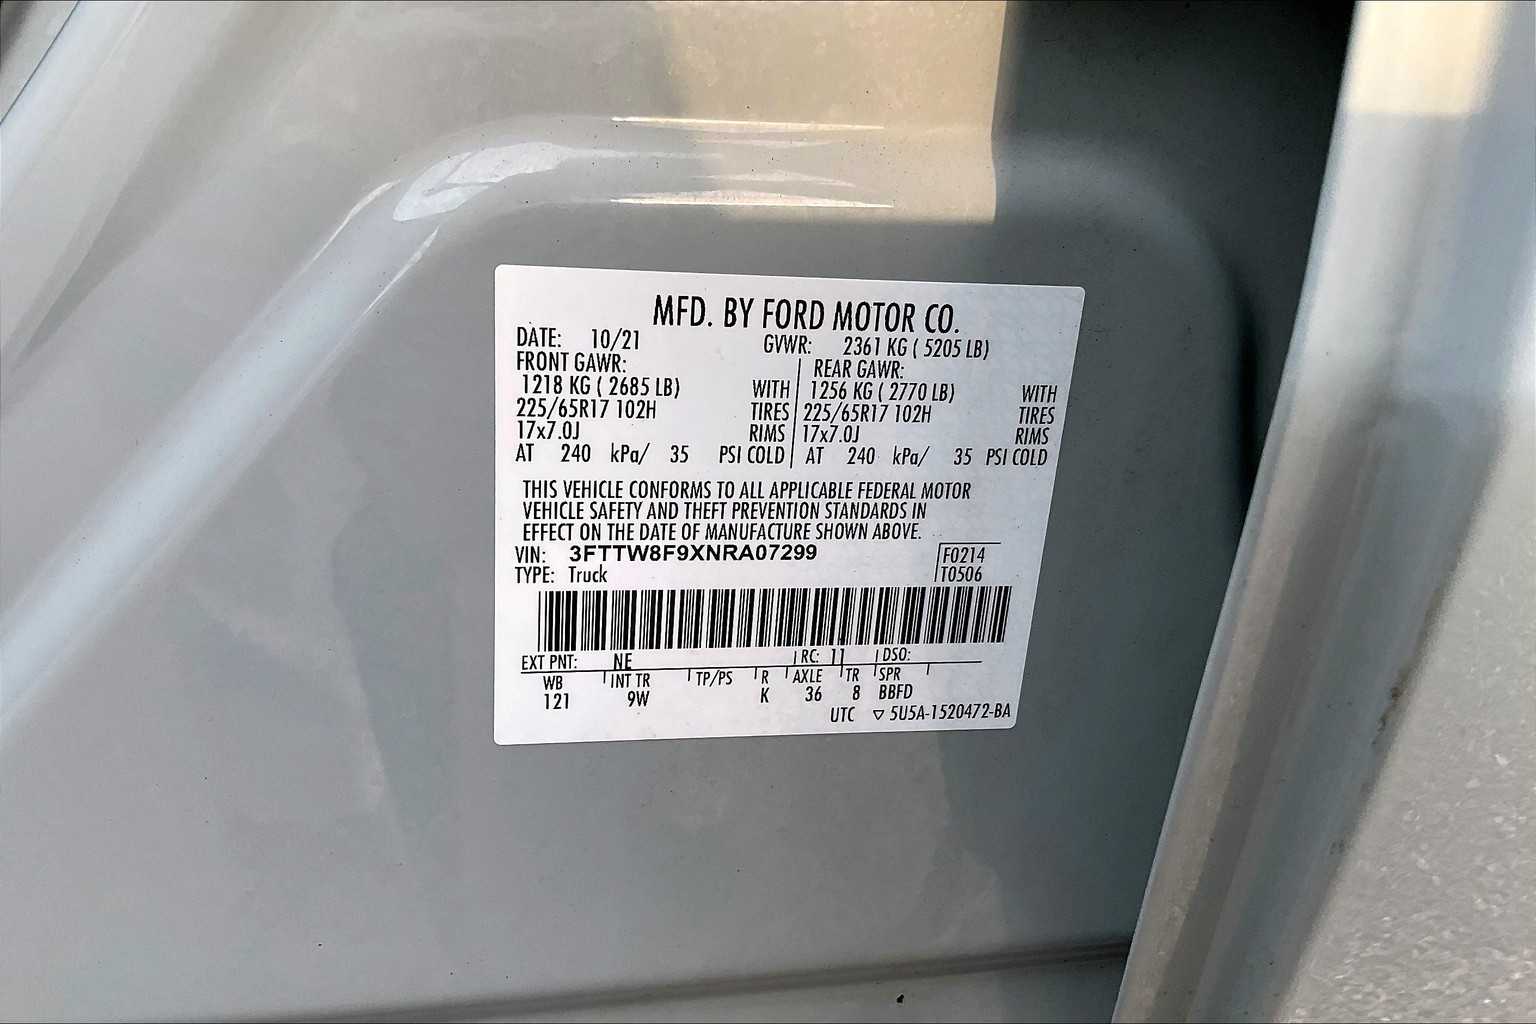 MFD. BY FORD MOTOR CO.
DATE: 10/21 GVWR: 2361 KG ( 5205 LB)
FRONT GAWR: REAR GAWR:
1218 KG ( 2685 LB) WITH 1256 KG ( 2770 LB) WITH
225/65R17 102H TIRES 225/65R17 102H TIRES
17x7.0J RIMS 17x7.0J RIMS
AT 240 kPa/ 35 PSI COLD AT 240 kPa/ 35 PSI COLD
THIS VEHICLE CONFORMS TO ALL APPLICABLE FEDERAL MOTOR
VEHICLE SAFETY AND THEFT PREVENTION STANDARDS IN
EFFECT ON THE DATE OF MANUFACTURE SHOWN ABOVE.
VIN: 3FTTW8F9XNRA07299 F0214
TYPE: Truck T0506
EXT PNT: NE RC: 11 DSO:
WB INT TR TP/PS R AXLE TR SPR
121 9W K 36 8 BBFD
UTC ▽ 5U5A-1520472-BA